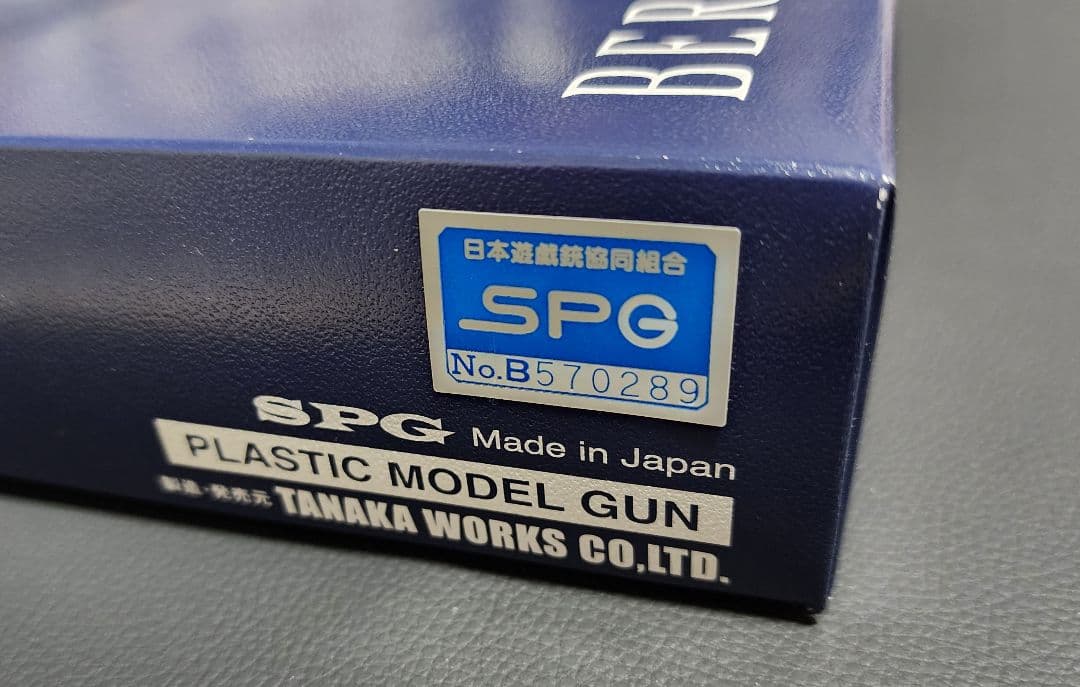 BER
日本遊戯銃協同組合
SPG
No.B570289
SPG Made in Japan
PLASTIC MODEL GUN
製造・発売元 TANAKA WORKS CO,LTD.